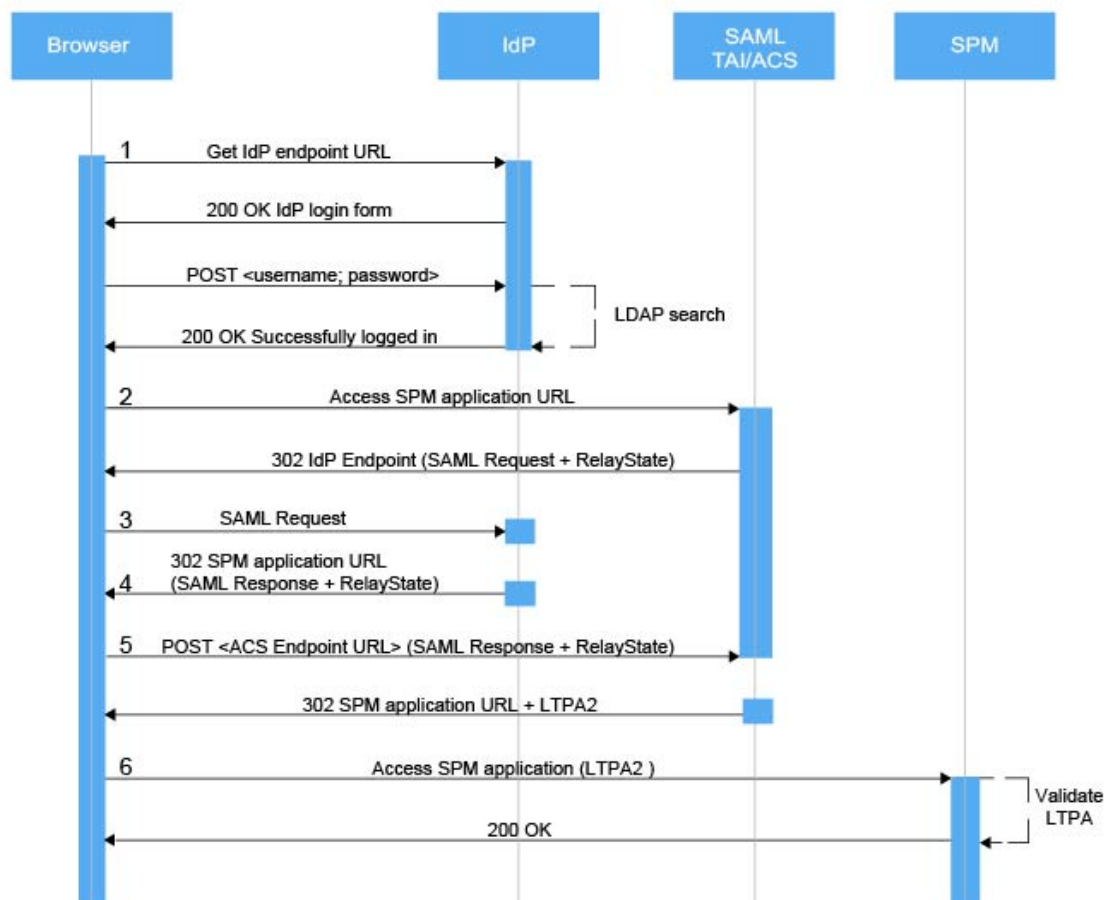 Browser
IdP
SAML
TAI/ACS
SPM
1
Get IdP endpoint URL
200 OK IdP login form
POST <username; password>
LDAP search
200 OK Successfully logged in
2
Access SPM application URL
302 IdP Endpoint (SAML Request + RelayState)
3
SAML Request
302 SPM application URL
4
(SAML Response + RelayState)
5
POST <ACS Endpoint URL> (SAML Response + RelayState)
302 SPM application URL + LTPA2
6
Access SPM application (LTPA2 )
Validate
LTPA
200 OK